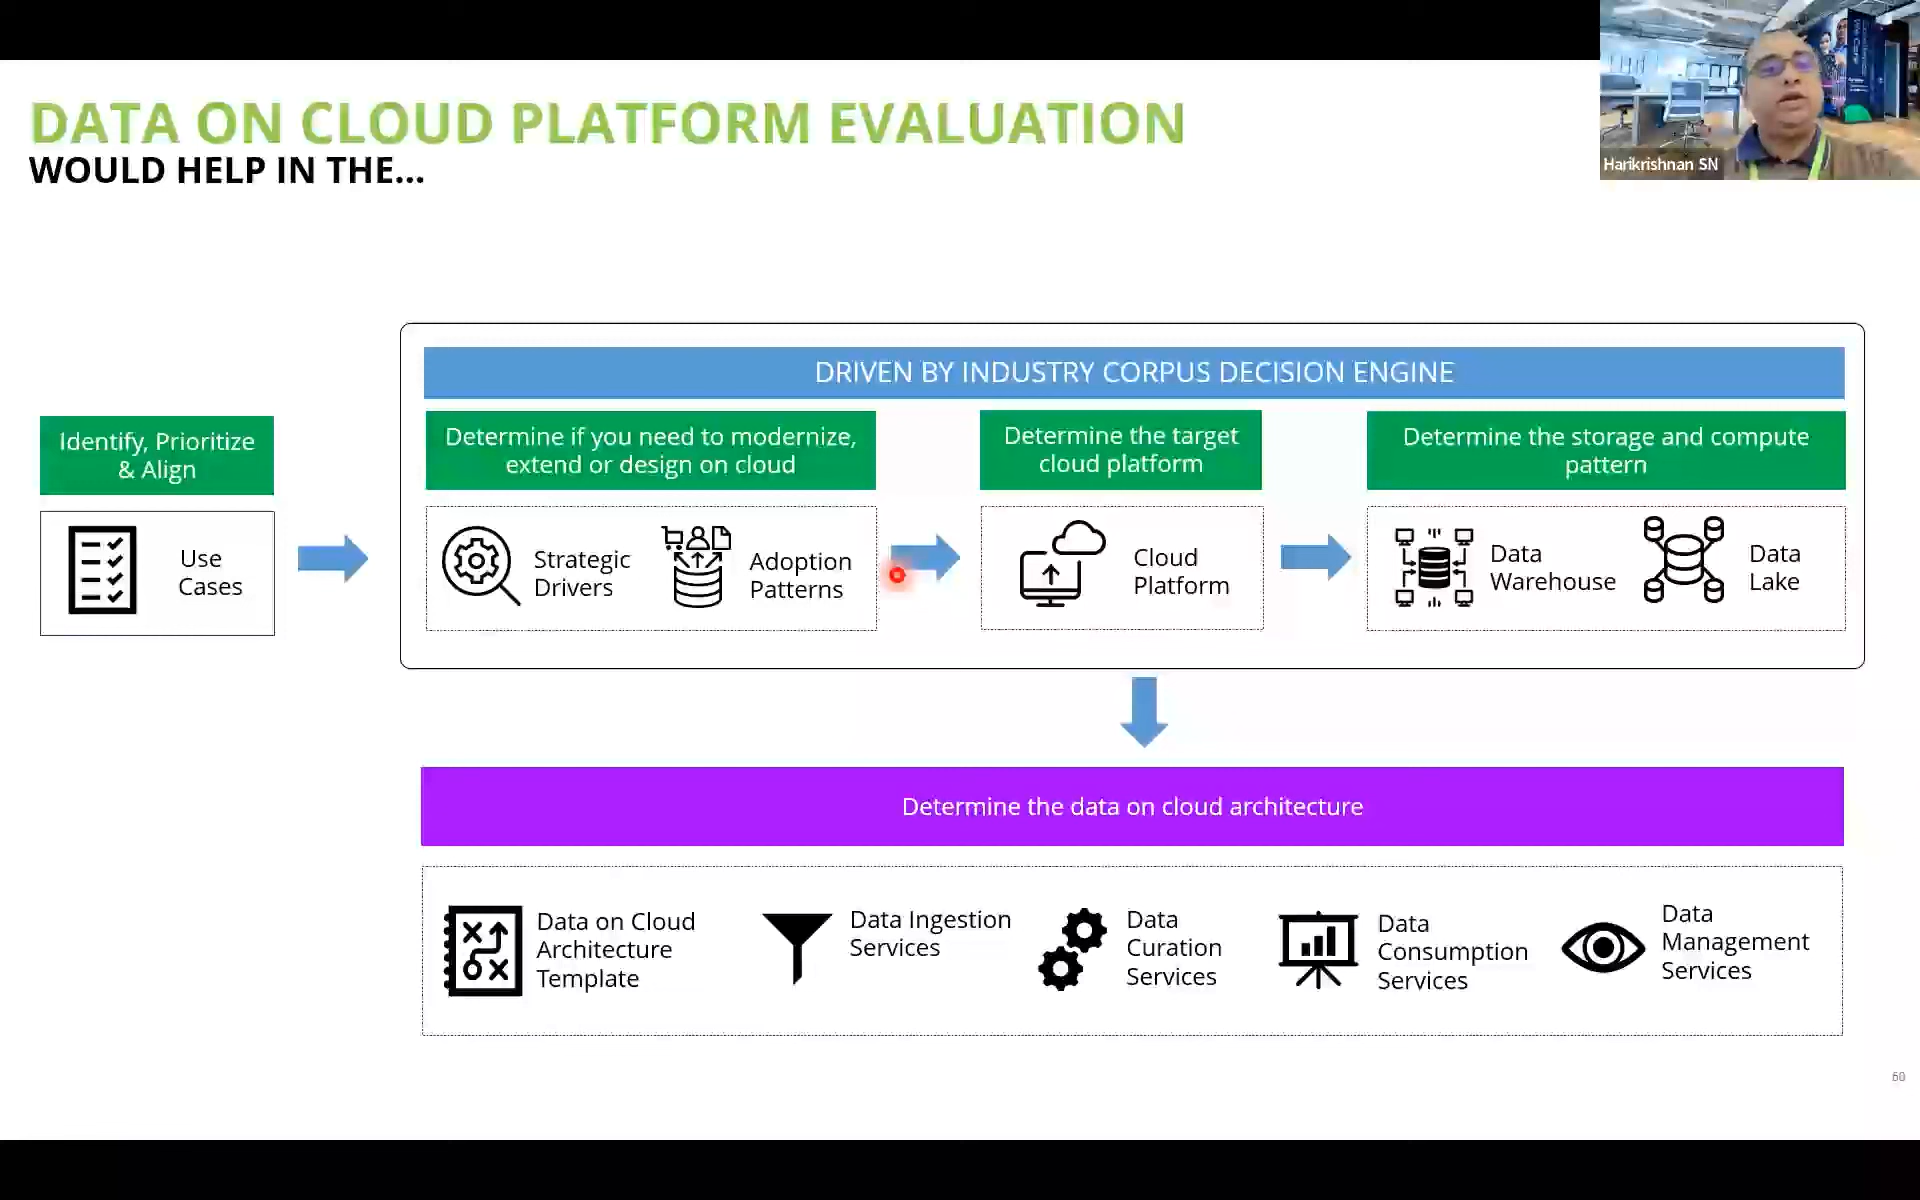 DATA ON CLOUD PLATFORM EVALUATION
WOULD HELP IN THE...
Harikrishnan SN
DRIVEN BY INDUSTRY CORPUS DECISION ENGINE
Identify, Prioritize
& Align
Determine if you need to modernize,
extend or design on cloud
Determine the target
cloud platform
Determine the storage and compute
pattern
Use
Cases
Strategic
Drivers
Adoption
Patterns
Cloud
Platform
Data
Warehouse
Data
Lake
Determine the data on cloud architecture
Data on Cloud
Architecture
Template
Data Ingestion
Services
Data
Curation
Services
Data
Consumption
Services
Data
Management
Services
60